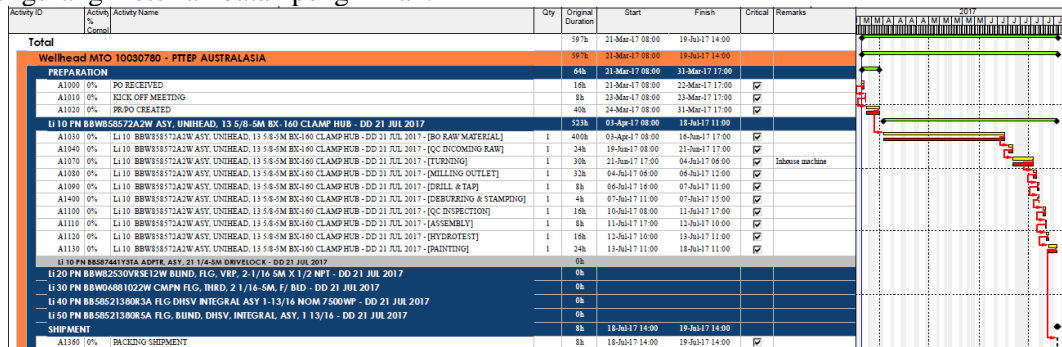 Activity ID Activity % Compl Activity Name Qty Original Duration Start Finish Critical Remarks 2017
M M A A A A M M M M M J J J J J J J
Total 597h 21-Mar-17 08:00 19-Jul-17 14:00
Wellhead MTO 10030780 - PTTEP AUSTRALASIA 597h 21-Mar-17 08:00 19-Jul-17 14:00
PREPARATION 64h 21-Mar-17 08:00 31-Mar-17 17:00
A1000 0% PO RECEIVED 16h 21-Mar-17 08:00 22-Mar-17 17:00
A1010 0% KICK OFF MEETING 8h 23-Mar-17 08:00 23-Mar-17 17:00
A1020 0% PR/PO CREATED 40h 24-Mar-17 08:00 31-Mar-17 17:00
Li 10 PN BBW858572A2W ASY, UNIHEAD, 13 5/8-5M BX-160 CLAMP HUB - DD 21 JUL 2017 523h 03-Apr-17 08:00 18-Jul-17 11:00
A1030 0% Li 10 BBW858572A2W ASY, UNIHEAD, 13 5/8-5M BX-160 CLAMP HUB - DD 21 JUL 2017 - [BO RAW MATERIAL] 1 400h 03-Apr-17 08:00 16-Jun-17 17:00
A1040 0% Li 10 BBW858572A2W ASY, UNIHEAD, 13 5/8-5M BX-160 CLAMP HUB - DD 21 JUL 2017 - [QC INCOMING RAW] 1 24h 19-Jun-17 08:00 21-Jun-17 17:00
A1070 0% Li 10 BBW858572A2W ASY, UNIHEAD, 13 5/8-5M BX-160 CLAMP HUB - DD 21 JUL 2017 - [TURNING] 1 30h 21-Jun-17 17:00 04-Jul-17 06:00 Inhouse machine
A1080 0% Li 10 BBW858572A2W ASY, UNIHEAD, 13 5/8-5M BX-160 CLAMP HUB - DD 21 JUL 2017 - [MILLING OUTLET] 1 32h 04-Jul-17 06:00 06-Jul-17 12:00
A1090 0% Li 10 BBW858572A2W ASY, UNIHEAD, 13 5/8-5M BX-160 CLAMP HUB - DD 21 JUL 2017 - [DRILL & TAP] 1 8h 06-Jul-17 16:00 07-Jul-17 11:00
A1400 0% Li 10 BBW858572A2W ASY, UNIHEAD, 13 5/8-5M BX-160 CLAMP HUB - DD 21 JUL 2017 - [DEBURRING & STAMPING] 1 4h 07-Jul-17 11:00 07-Jul-17 15:00
A1100 0% Li 10 BBW858572A2W ASY, UNIHEAD, 13 5/8-5M BX-160 CLAMP HUB - DD 21 JUL 2017 - [QC INSPECTION] 1 16h 10-Jul-17 08:00 11-Jul-17 17:00
A1110 0% Li 10 BBW858572A2W ASY, UNIHEAD, 13 5/8-5M BX-160 CLAMP HUB - DD 21 JUL 2017 - [ASSEMBLY] 1 8h 11-Jul-17 17:00 12-Jul-17 10:00
A1120 0% Li 10 BBW858572A2W ASY, UNIHEAD, 13 5/8-5M BX-160 CLAMP HUB - DD 21 JUL 2017 - [HYDROTEST] 1 16h 12-Jul-17 10:00 13-Jul-17 11:00
A1130 0% Li 10 BBW858572A2W ASY, UNIHEAD, 13 5/8-5M BX-160 CLAMP HUB - DD 21 JUL 2017 - [PAINTING] 1 24h 13-Jul-17 11:00 18-Jul-17 11:00
Li 10 PN BB587441Y3TA ADPTR, ASY, 21 1/4-5M DRIVELOCK - DD 21 JUL 2017 0h
Li 20 PN BBW82530VRSE12W BLIND, FLG, VRP, 2-1/16 5M X 1/2 NPT - DD 21 JUL 2017 0h
Li 30 PN BBW06881022W CMPN FLG, THRD, 2 1/16-5M, F/ BLD - DD 21 JUL 2017 0h
Li 40 PN BB58521380R3A FLG DHSV INTEGRAL ASY 1-13/16 NOM 7500WP - DD 21 JUL 2017 0h
Li 50 PN BB58521380R5A FLG, BLIND, DHSV, INTEGRAL, ASY, 1 13/16 - DD 21 JUL 2017 0h
SHIPMENT 8h 18-Jul-17 14:00 19-Jul-17 14:00
A1360 0% PACKING SHIPMENT 8h 18-Jul-17 14:00 19-Jul-17 14:00